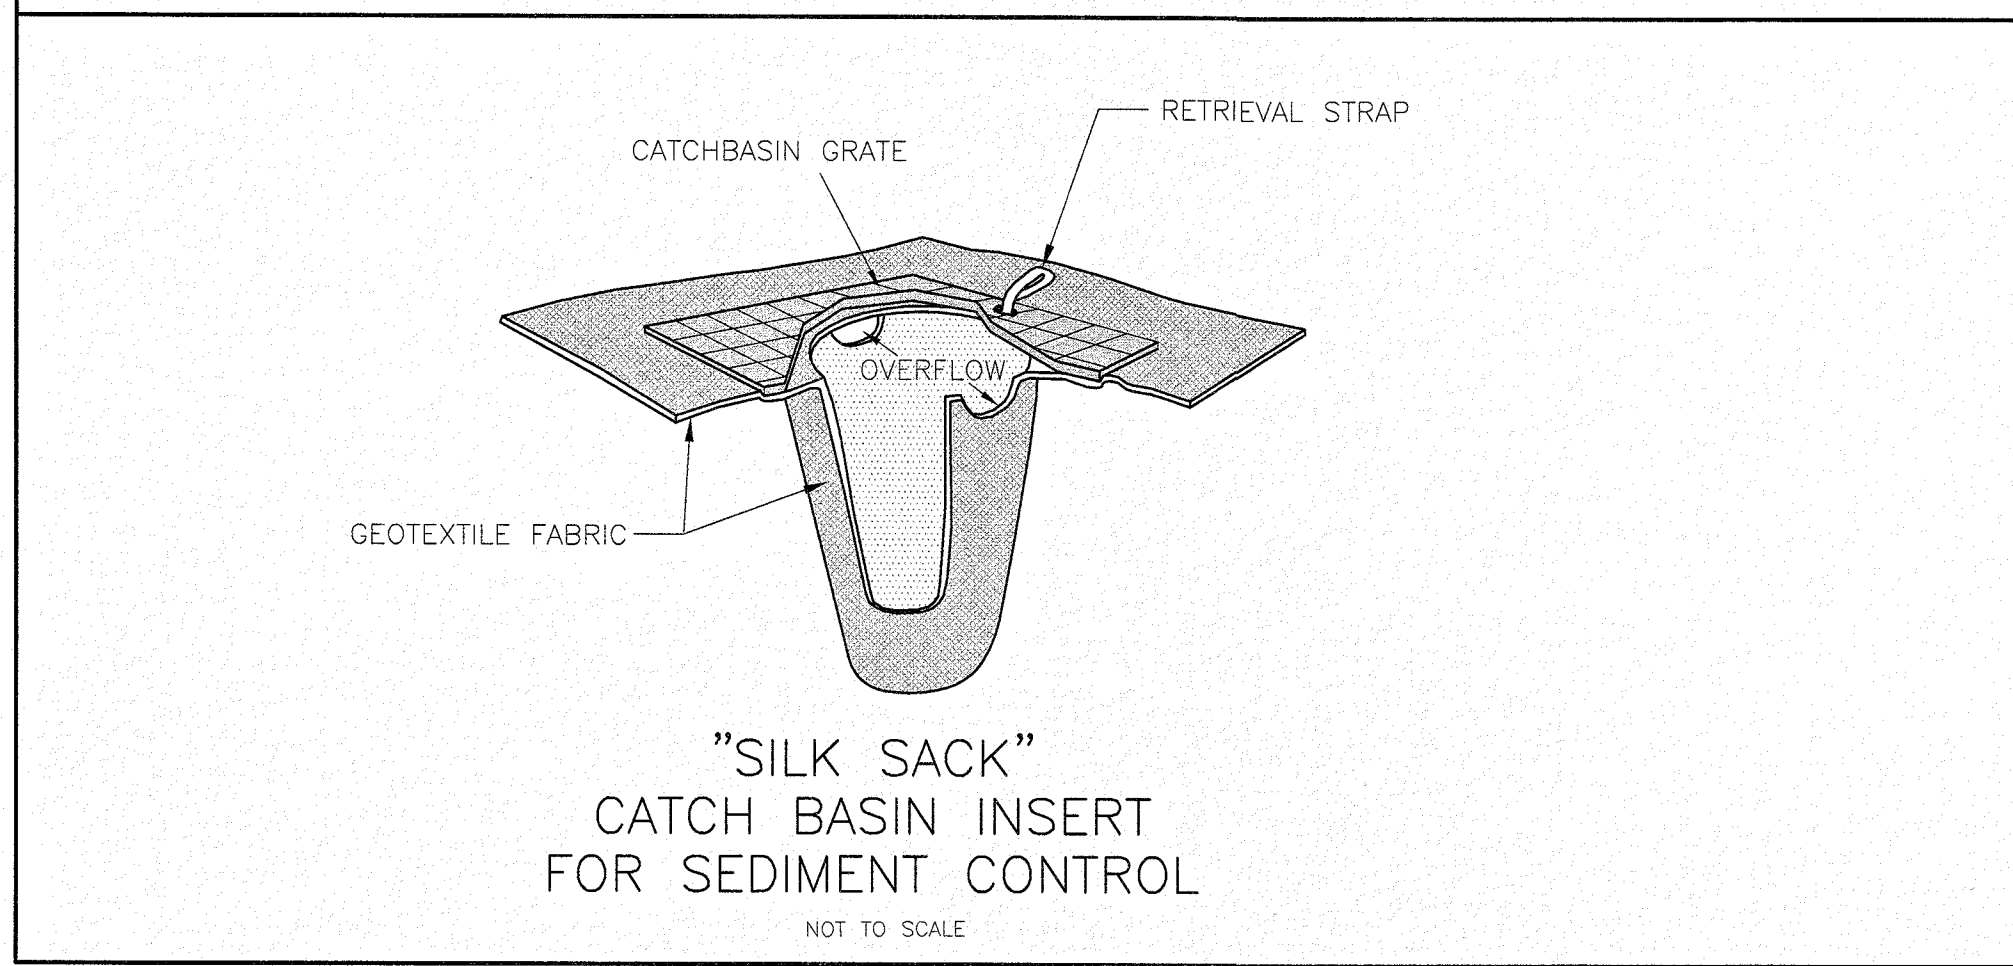 RETRIEVAL STRAP
CATCHBASIN GRATE
OVERFLOW
GEOTEXTILE FABRIC
"SILK SACK"
CATCH BASIN INSERT
FOR SEDIMENT CONTROL
NOT TO SCALE